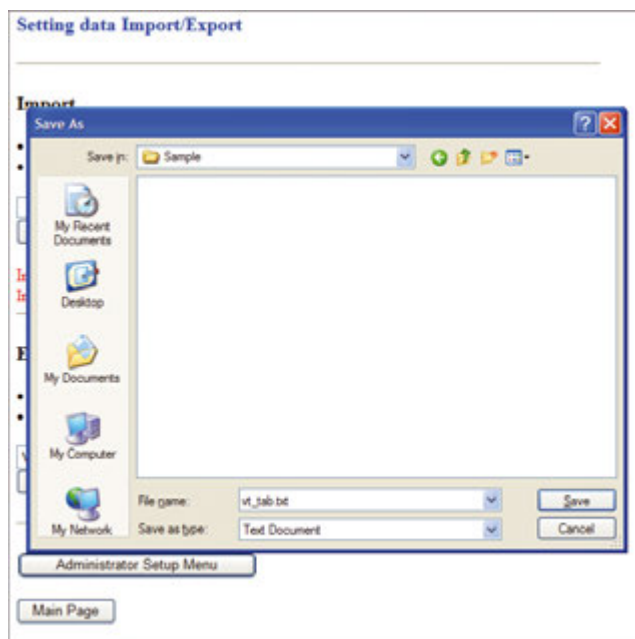 Setting data Import/Export
Import
Save As
Save in: Sample
My Recent Documents
Desktop
My Documents
My Computer
My Network
File name: vt_tab.txt
Save
Save as type: Text Document
Cancel
Administrator Setup Menu
Main Page